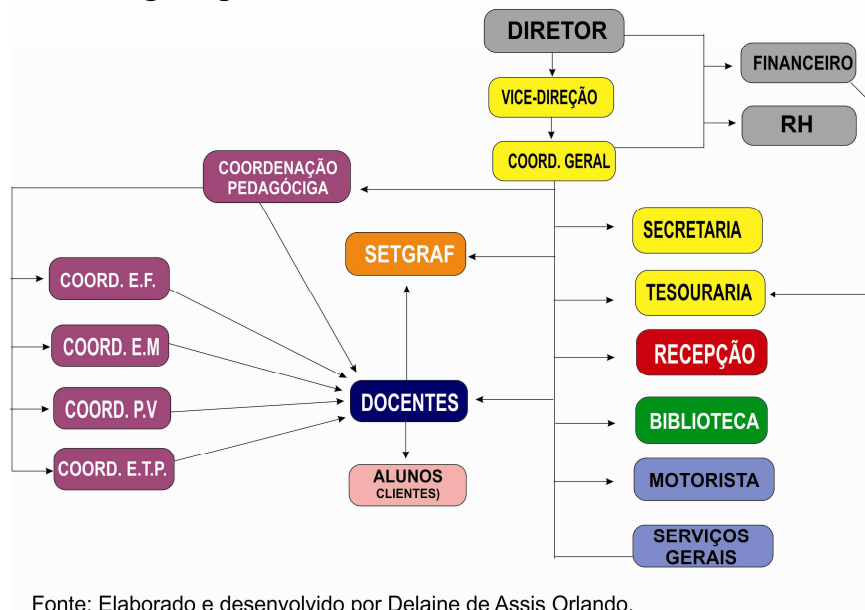 DIRETOR
FINANCEIRO
VICE-DIREÇÃO
RH
COORD. GERAL
COORDENAÇÃO
PEDAGÓCIGA
SECRETARIA
SETGRAF
COORD. E.F.
TESOURARIA
COORD. E.M
RECEPÇÃO
DOCENTES
COORD. P.V
BIBLIOTECA
COORD. E.T.P.
ALUNOS
CLIENTES)
MOTORISTA
SERVIÇOS
GERAIS
Fonte: Elaborado e desenvolvido por Delaine de Assis Orlando.